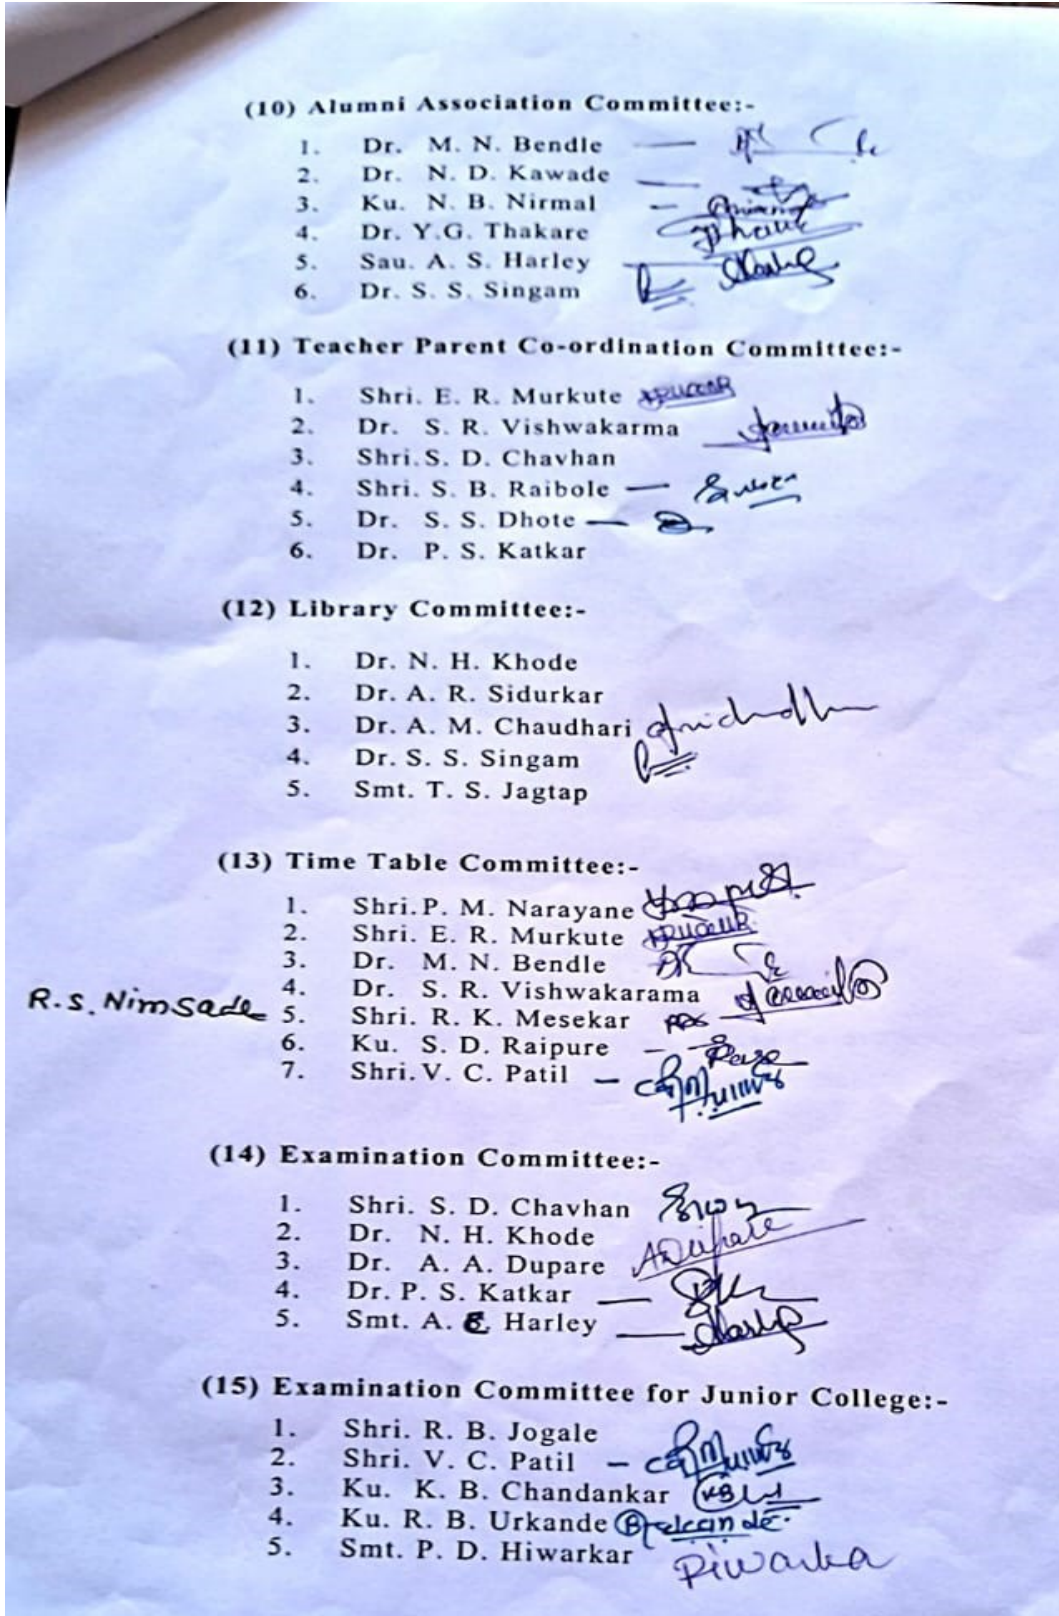 (10) Alumni Association Committee:-
1. Dr. M. N. Bendle
2. Dr. N. D. Kawade
3. Ku. N. B. Nirmal
4. Dr. Y.G. Thakare
5. Sau. A. S. Harley
6. Dr. S. S. Singam
(11) Teacher Parent Co-ordination Committee:-
1. Shri. E. R. Murkute
2. Dr. S. R. Vishwakarma
3. Shri. S. D. Chavhan
4. Shri. S. B. Raibole
5. Dr. S. S. Dhote
6. Dr. P. S. Katkar
(12) Library Committee:-
1. Dr. N. H. Khode
2. Dr. A. R. Sidurkar
3. Dr. A. M. Chaudhari
4. Dr. S. S. Singam
5. Smt. T. S. Jagtap
(13) Time Table Committee:-
1. Shri. P. M. Narayane
2. Shri. E. R. Murkute
3. Dr. M. N. Bendle
4. Dr. S. R. Vishwakarama
R.S. Nimsade 5. Shri. R. K. Mesekar
6. Ku. S. D. Raipure
7. Shri. V. C. Patil
(14) Examination Committee:-
1. Shri. S. D. Chavhan
2. Dr. N. H. Khode
3. Dr. A. A. Dupare ADupare
4. Dr. P. S. Katkar
5. Smt. A. Harley
(15) Examination Committee for Junior College:-
1. Shri. R. B. Jogale
2. Shri. V. C. Patil
3. Ku. K. B. Chandankar
4. Ku. R. B. Urkande
5. Smt. P. D. Hiwarkar